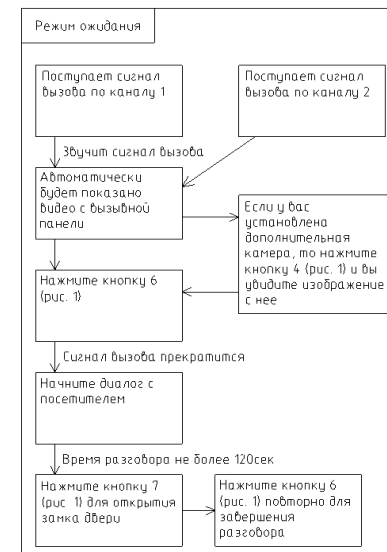 Режим ожидания
Поступает сигнал
вызова по каналу 1
Поступает сигнал
вызова по каналу 2
Звучит сигнал вызова
Автоматически
будет показано
видео с вызывной
панели
Если у вас
установлена
дополнительная
камера, то нажмите
кнопку 4 (рис. 1) и вы
увидите изображение
с нее
Нажмите кнопку 6
(рис. 1)
Сигнал вызова прекратится
Начните диалог с
посетителем
Время разговора не более 120сек
Нажмите кнопку 7
(рис 1) для открытия
замка двери
Нажмите кнопку 6
(рис. 1) повторно для
завершения
разговора